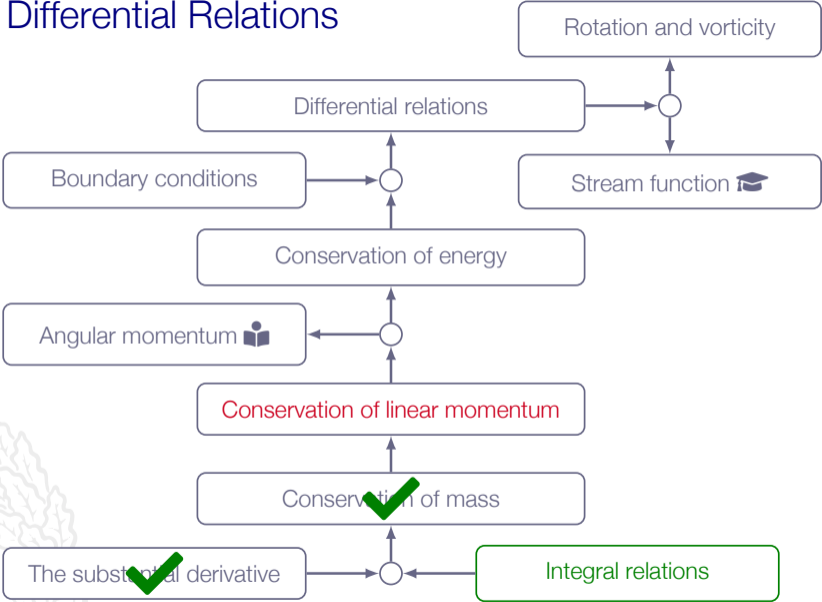 Differential Relations
Rotation and vorticity
Differential relations
Boundary conditions
Stream function
Conservation of energy
Angular momentum
Conservation of linear momentum
Conservation of mass
The substantial derivative
Integral relations